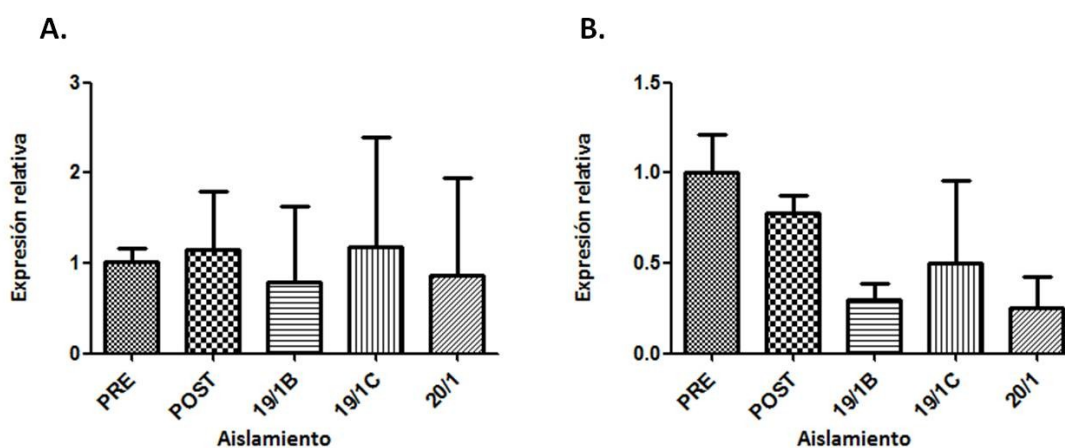 A.
3
2
1
0
Expresión relativa
PRE
POST
19/1B
19/1C
20/1
Aislamiento
B.
1.5
1.0
0.5
0.0
Expresión relativa
PRE
POST
19/1B
19/1C
20/1
Aislamiento